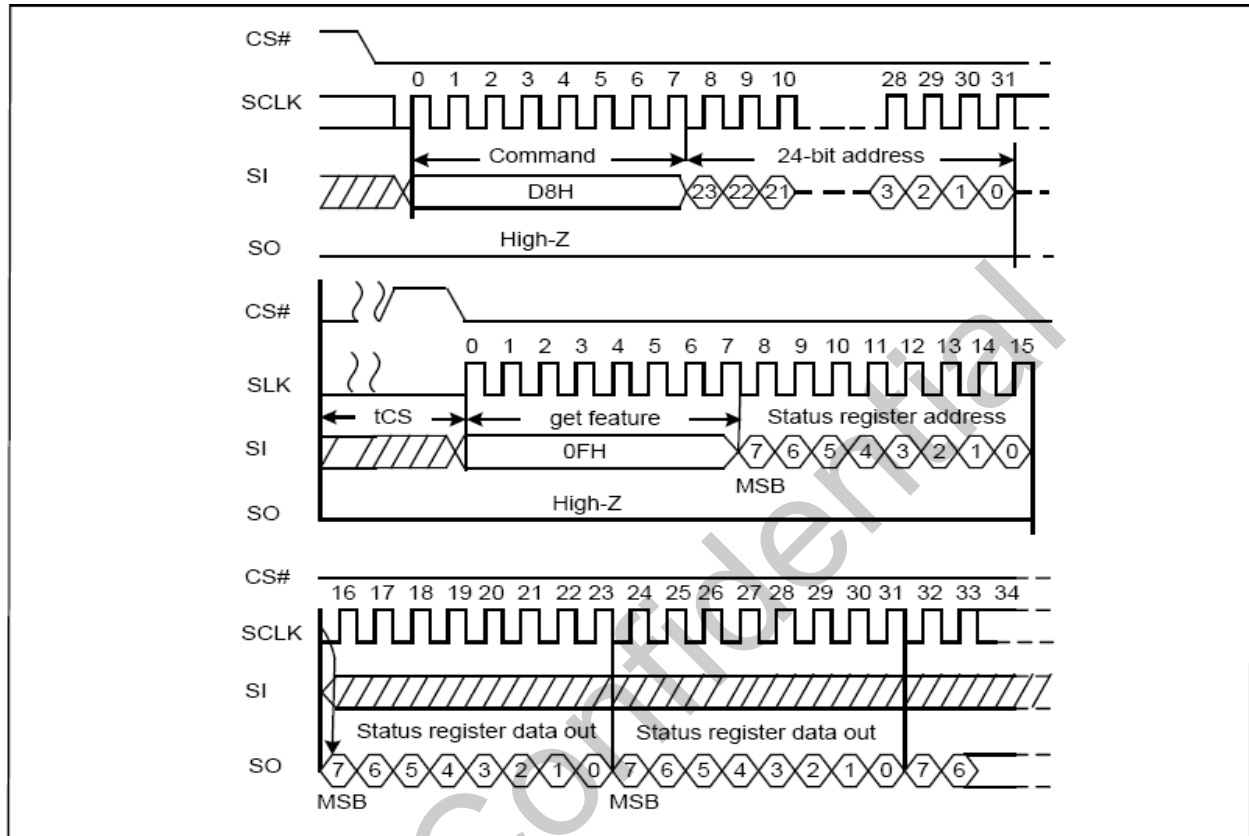 CS#
0 1 2 3 4 5 6 7 8 9 10 28 29 30 31
SCLK
Command 24-bit address
SI
D8H 23 22 21 3 2 1 0
High-Z
SO
CS#
0 1 2 3 4 5 6 7 8 9 10 11 12 13 14 15
SLK
tCS get feature Status register address
SI
0FH 7 6 5 4 3 2 1 0
MSB
High-Z
SO
CS#
16 17 18 19 20 21 22 23 24 25 26 27 28 29 30 31 32 33 34
SCLK
SI
Status register data out Status register data out
SO
7 6 5 4 3 2 1 0 7 6 5 4 3 2 1 0 7 6
MSB MSB
Confidential